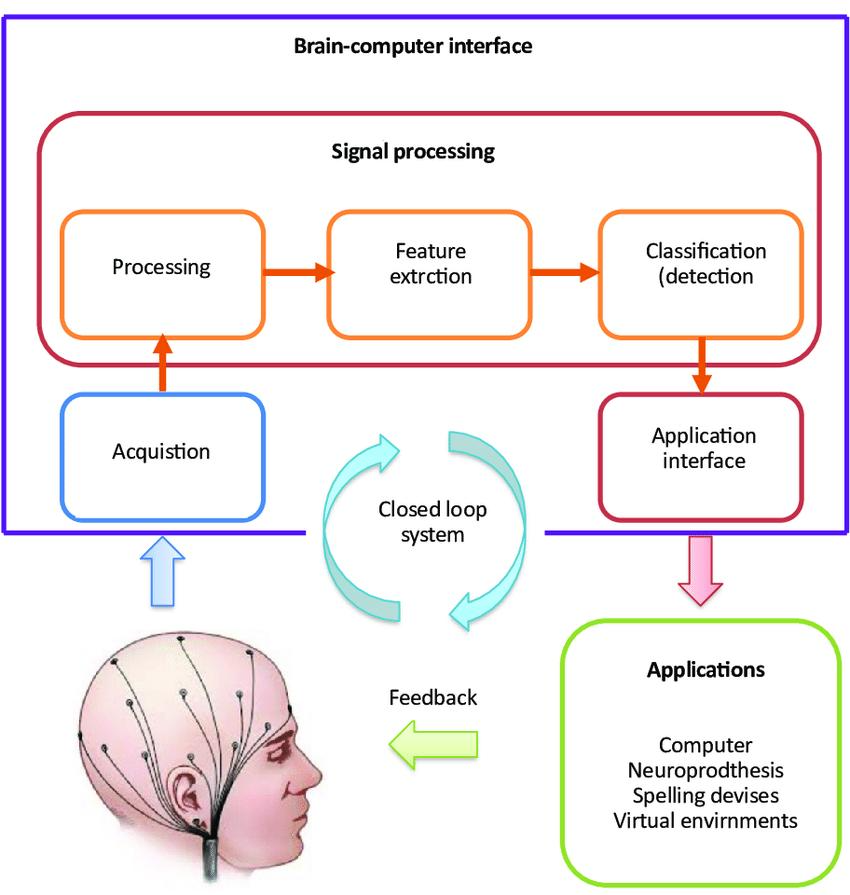 Brain-computer interface
Signal processing
Processing
Feature
extrction
Classification
(detection
Acquistion
Application
interface
Closed loop
system
Feedback
Applications
Computer
Neuroprodthesis
Spelling devises
Virtual envirnments